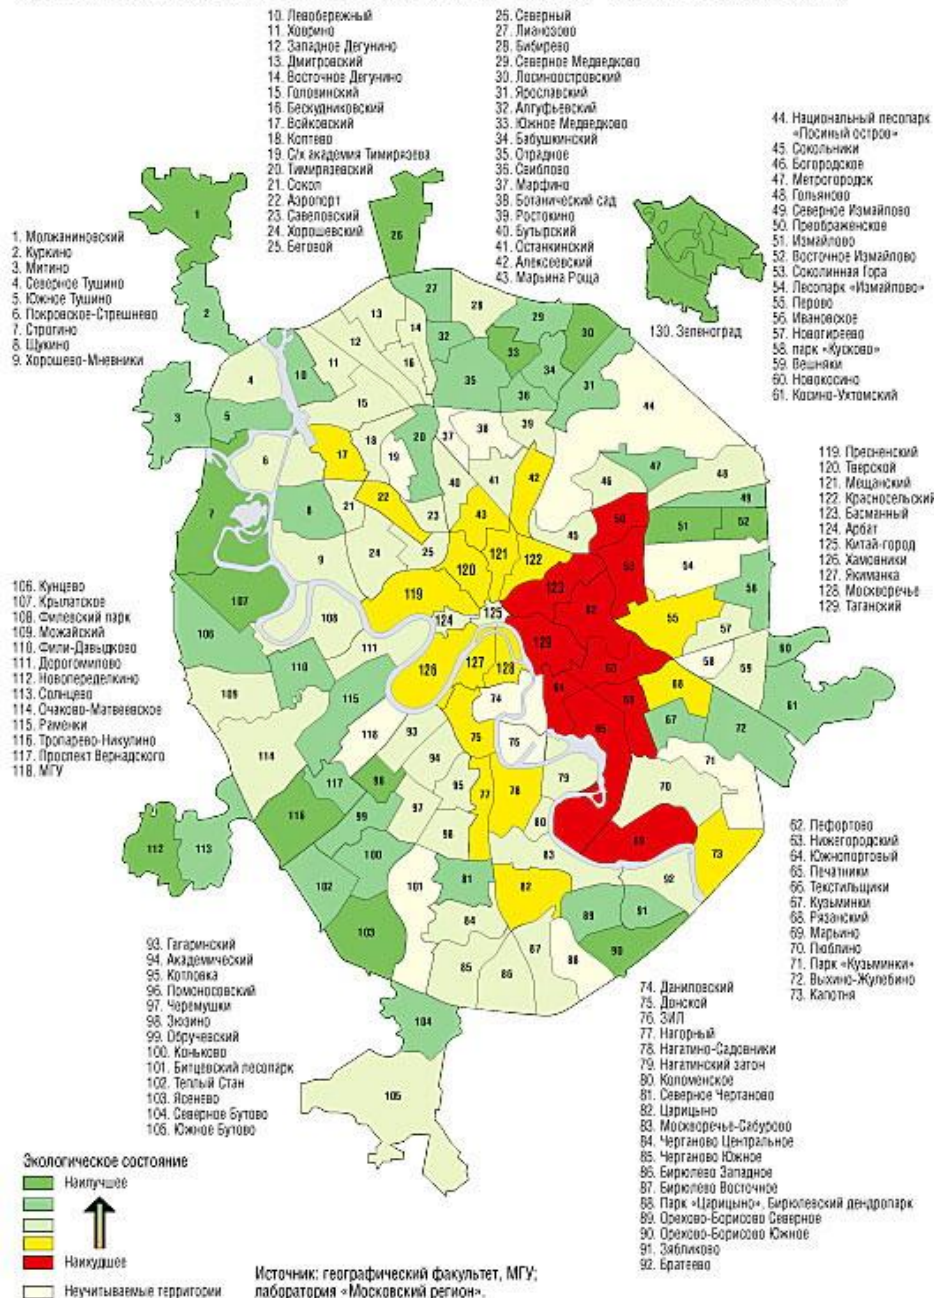 10. Левобережный
11. Ховрино
12. Западное Дегунино
13. Дмитровский
14. Восточное Дегунино
15. Головинский
16. Бескудниковский
17. Войковский
18. Коптево
19. С/х академия Тимирязева
20. Тимирязевский
21. Сокол
22. Аэропорт
23. Савеловский
24. Хорошевский
25. Беговой
26. Северный
27. Лианозово
28. Бибирево
29. Северное Медведково
30. Лосиноостровский
31. Ярославский
32. Алтуфьевский
33. Южное Медведково
34. Бабушкинский
35. Отрадное
36. Свиблово
37. Марфино
38. Ботанический сад
39. Ростокино
40. Бутырский
41. Останкинский
42. Алексеевский
43. Марьина Роща
44. Национальный лесопарк
«Лосиный остров»
45. Сокольники
46. Богородское
47. Метрогородок
48. Гольяново
49. Северное Измайлово
50. Преображенское
51. Измайлово
52. Восточное Измайлово
53. Соколинная Гора
54. Лесопарк «Измайлово»
55. Перово
56. Ивановское
57. Новогиреево
58. парк «Кусково»
59. Вешняки
60. Новокосино
61. Косино-Ухтомский
1. Молжаниновский
2. Куркино
3. Митино
4. Северное Тушино
5. Южное Тушино
6. Покровское-Стрешнево
7. Строгино
8. Щукино
9. Хорошево-Мневники
130. Зеленоград
119. Пресненский
120. Тверской
121. Мещанский
122. Красносельский
123. Басманный
124. Арбат
125. Китай-город
126. Хамовники
127. Якиманка
128. Москворечье
129. Таганский
106. Кунцево
107. Крылатское
108. Филевский парк
109. Можайский
110. Фили-Давыдково
111. Дорогомилово
112. Новопеределкино
113. Солнцево
114. Очаково-Матвеевское
115. Раменки
116. Тропарево-Никулино
117. Проспект Вернадского
118. МГУ
62. Лефортово
63. Нижегородский
64. Южнопортовый
65. Печатники
66. Текстильщики
67. Кузьминки
68. Рязанский
69. Марьино
70. Люблино
71. Парк «Кузьминки»
72. Выхино-Жулебино
73. Капотня
93. Гагаринский
94. Академический
95. Котловка
96. Ломоносовский
97. Черемушки
98. Зюзино
99. Обручевский
100. Коньково
101. Битцевский лесопарк
102. Теплый Стан
103. Ясенево
104. Северное Бутово
105. Южное Бутово
74. Даниловский
75. Донской
76. ЗИЛ
77. Нагорный
78. Нагатино-Садовники
79. Нагатинский затон
80. Коломенское
81. Северное Чертаново
82. Царицыно
83. Москворечье-Сабурово
84. Чертаново Центральное
85. Чертаново Южное
86. Бирюлево Западное
87. Бирюлево Восточное
88. Парк «Царицыно», Бирюлевский дендропарк
89. Орехово-Борисово Северное
90. Орехово-Борисово Южное
91. Зябликово
92. Братеево
Экологическое состояние
Наилучшее
Наихудшее
Неучитываемые территории
Источник: географический факультет, МГУ;
лаборатория «Московский регион».